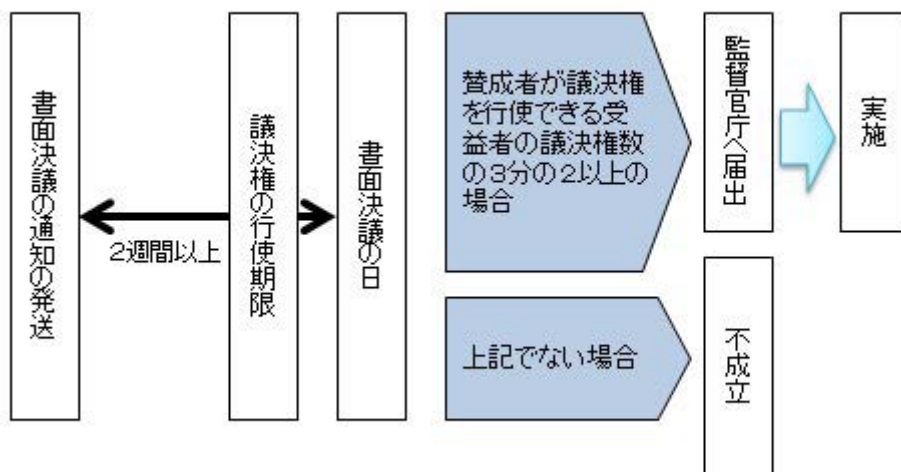 書面決議の通知の発送
2週間以上
議決権の行使期限
書面決議の日
賛成者が議決権
を行使できる受
益者の議決権数
の3分の2以上の
場合
監督官庁へ届出
実施
上記でない場合
不成立